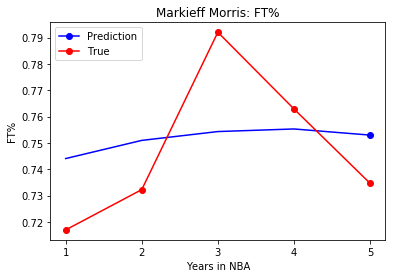 Markieff Morris: FT%
Prediction
True
0.79
0.78
0.77
0.76
0.75
0.74
0.73
0.72
FT%
1 2 3 4 5
Years in NBA